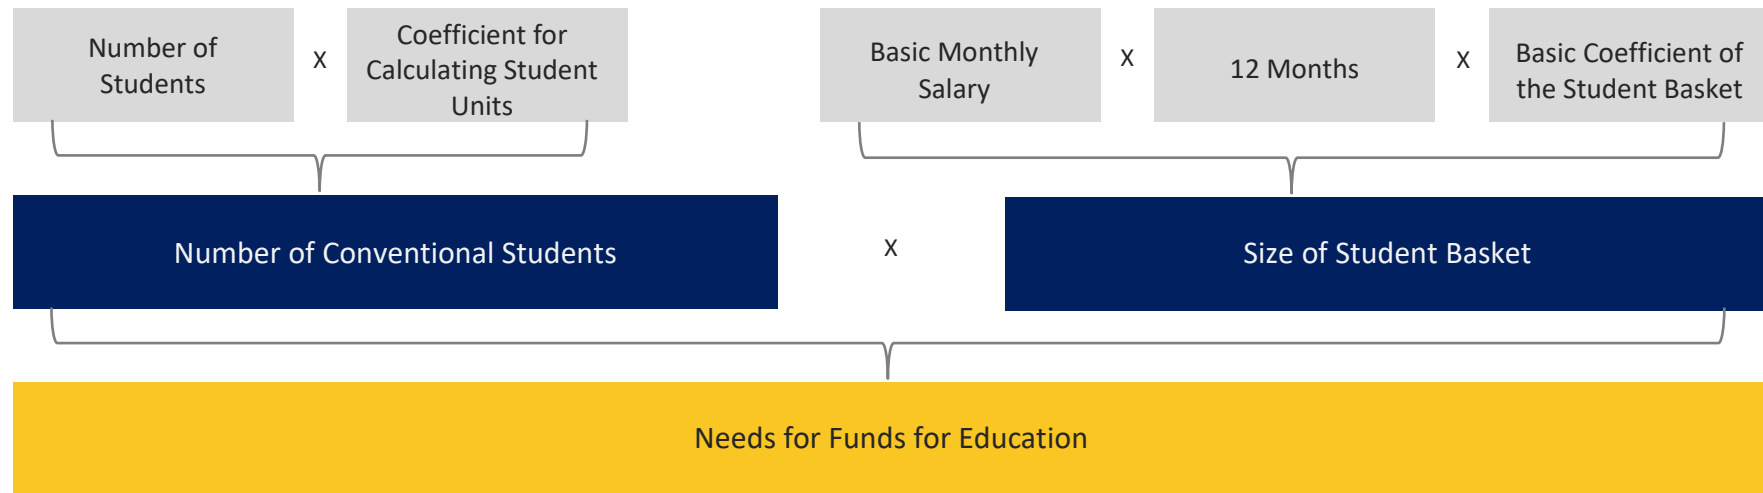 Number of
Students
X
Coefficient for
Calculating Student
Units
Basic Monthly
Salary
X
12 Months
X
Basic Coefficient of
the Student Basket
Number of Conventional Students
X
Size of Student Basket
Needs for Funds for Education